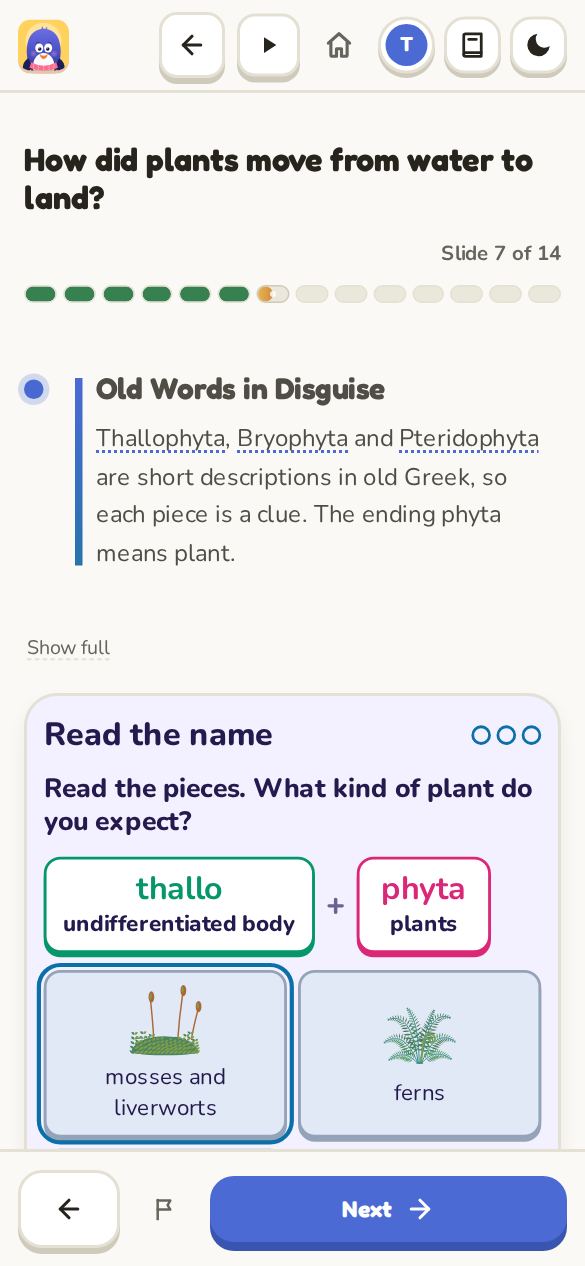 T
How did plants move from water to
land?
Slide 7 of 14
Old Words in Disguise
Thallophyta, Bryophyta and Pteridophyta
are short descriptions in old Greek, so
each piece is a clue. The ending phyta
means plant.
Show full
Read the name
Read the pieces. What kind of plant do
you expect?
thallo
undifferentiated body
+
phyta
plants
mosses and
liverworts
ferns
Next